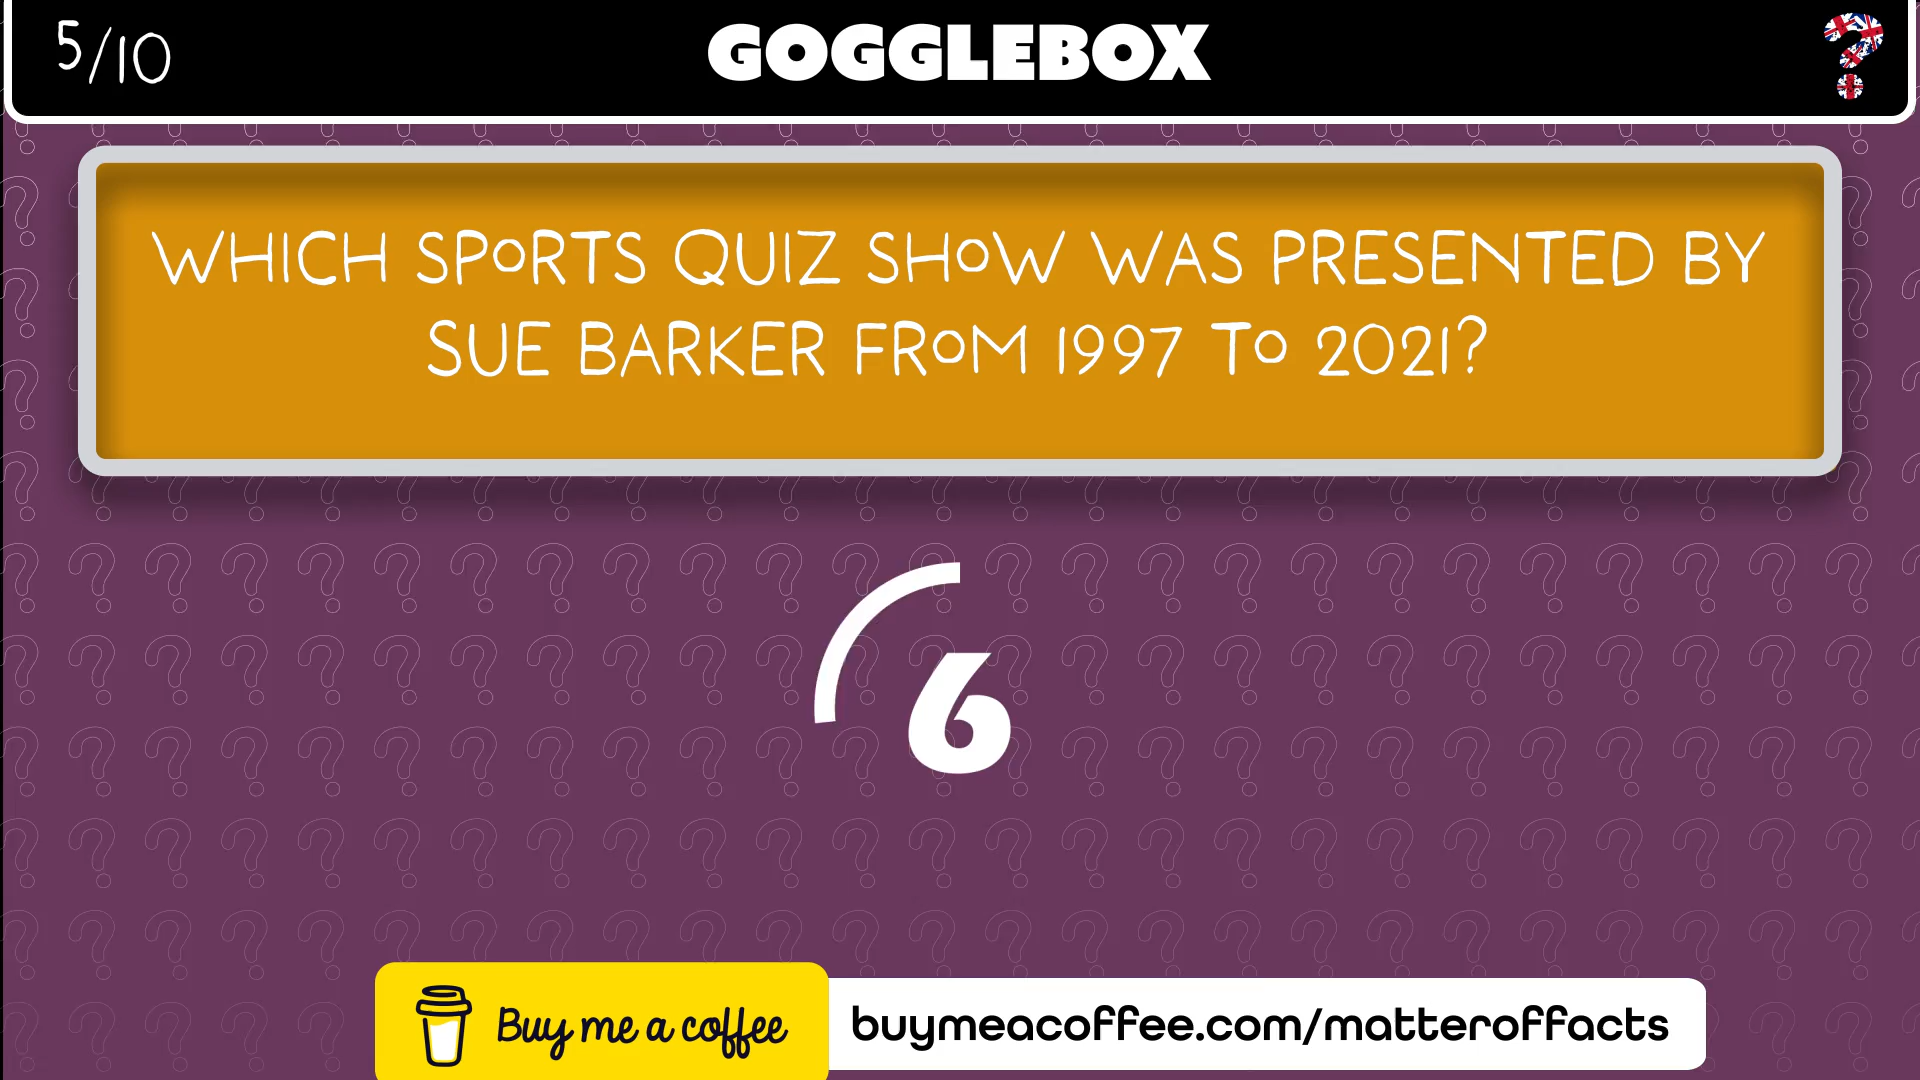 5/10
GOGGLEBOX
WHICH SPORTS QUIZ SHOW WAS PRESENTED BY
SUE BARKER FROM 1997 TO 2021?
6
Buy me a coffee
buymeacoffee.com/matteroffacts